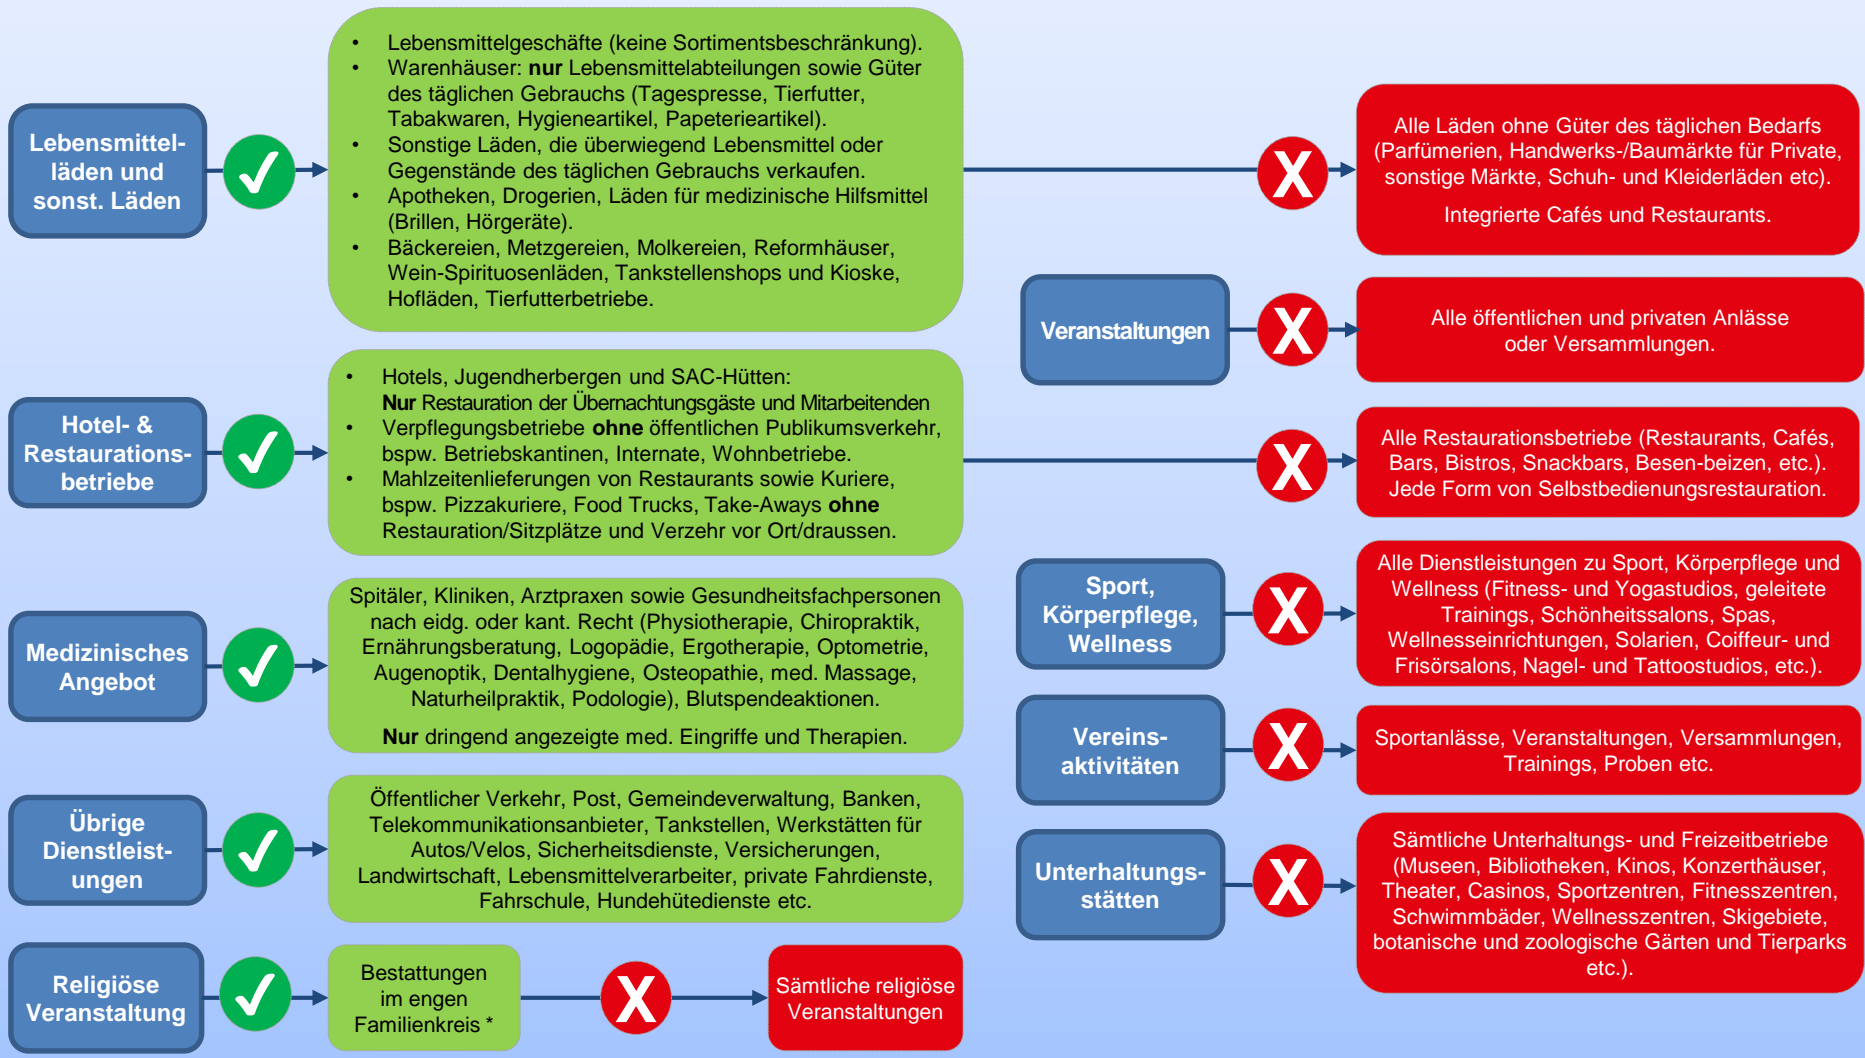 Lebensmittel-
läden und
sonst. Läden
• Lebensmittelgeschäfte (keine Sortimentsbeschränkung).
• Warenhäuser: nur Lebensmittelabteilungen sowie Güter
des täglichen Gebrauchs (Tagespresse, Tierfutter,
Tabakwaren, Hygieneartikel, Papeterieartikel).
• Sonstige Läden, die überwiegend Lebensmittel oder
Gegenstände des täglichen Gebrauchs verkaufen.
• Apotheken, Drogerien, Läden für medizinische Hilfsmittel
(Brillen, Hörgeräte).
• Bäckereien, Metzgereien, Molkereien, Reformhäuser,
Wein-Spirituosenläden, Tankstellenshops und Kioske,
Hofläden, Tierfutterbetriebe.
X
Alle Läden ohne Güter des täglichen Bedarfs
(Parfümerien, Handwerks-/Baumärkte für Private,
sonstige Märkte, Schuh- und Kleiderläden etc).
Integrierte Cafés und Restaurants.
Veranstaltungen
X
Alle öffentlichen und privaten Anlässe
oder Versammlungen.
Hotel- &
Restaurations-
betriebe
• Hotels, Jugendherbergen und SAC-Hütten:
Nur Restauration der Übernachtungsgäste und Mitarbeitenden
• Verpflegungsbetriebe ohne öffentlichen Publikumsverkehr,
bspw. Betriebskantinen, Internate, Wohnbetriebe.
• Mahlzeitenlieferungen von Restaurants sowie Kuriere,
bspw. Pizzakuriere, Food Trucks, Take-Aways ohne
Restauration/Sitzplätze und Verzehr vor Ort/draussen.
X
Alle Restaurationsbetriebe (Restaurants, Cafés,
Bars, Bistros, Snackbars, Besen-beizen, etc.).
Jede Form von Selbstbedienungsrestauration.
Medizinisches
Angebot
Spitäler, Kliniken, Arztpraxen sowie Gesundheitsfachpersonen
nach eidg. oder kant. Recht (Physiotherapie, Chiropraktik,
Ernährungsberatung, Logopädie, Ergotherapie, Optometrie,
Augenoptik, Dentalhygiene, Osteopathie, med. Massage,
Naturheilpraktik, Podologie), Blutspendeaktionen.
Nur dringend angezeigte med. Eingriffe und Therapien.
Sport,
Körperpflege,
Wellness
X
Alle Dienstleistungen zu Sport, Körperpflege und
Wellness (Fitness- und Yogastudios, geleitete
Trainings, Schönheitssalons, Spas,
Wellnesseinrichtungen, Solarien, Coiffeur- und
Frisörsalons, Nagel- und Tattoostudios, etc.).
Vereins-
aktivitäten
X
Sportanlässe, Veranstaltungen, Versammlungen,
Trainings, Proben etc.
Übrige
Dienstleist-
ungen
Öffentlicher Verkehr, Post, Gemeindeverwaltung, Banken,
Telekommunikationsanbieter, Tankstellen, Werkstätten für
Autos/Velos, Sicherheitsdienste, Versicherungen,
Landwirtschaft, Lebensmittelverarbeiter, private Fahrdienste,
Fahrschule, Hundehütedienste etc.
Unterhaltungs-
stätten
X
Sämtliche Unterhaltungs- und Freizeitbetriebe
(Museen, Bibliotheken, Kinos, Konzerthäuser,
Theater, Casinos, Sportzentren, Fitnesszentren,
Schwimmbäder, Wellnesszentren, Skigebiete,
botanische und zoologische Gärten und Tierparks
etc.).
Religiöse
Veranstaltung
Bestattungen
im engen
Familienkreis *
X
Sämtliche religiöse
Veranstaltungen